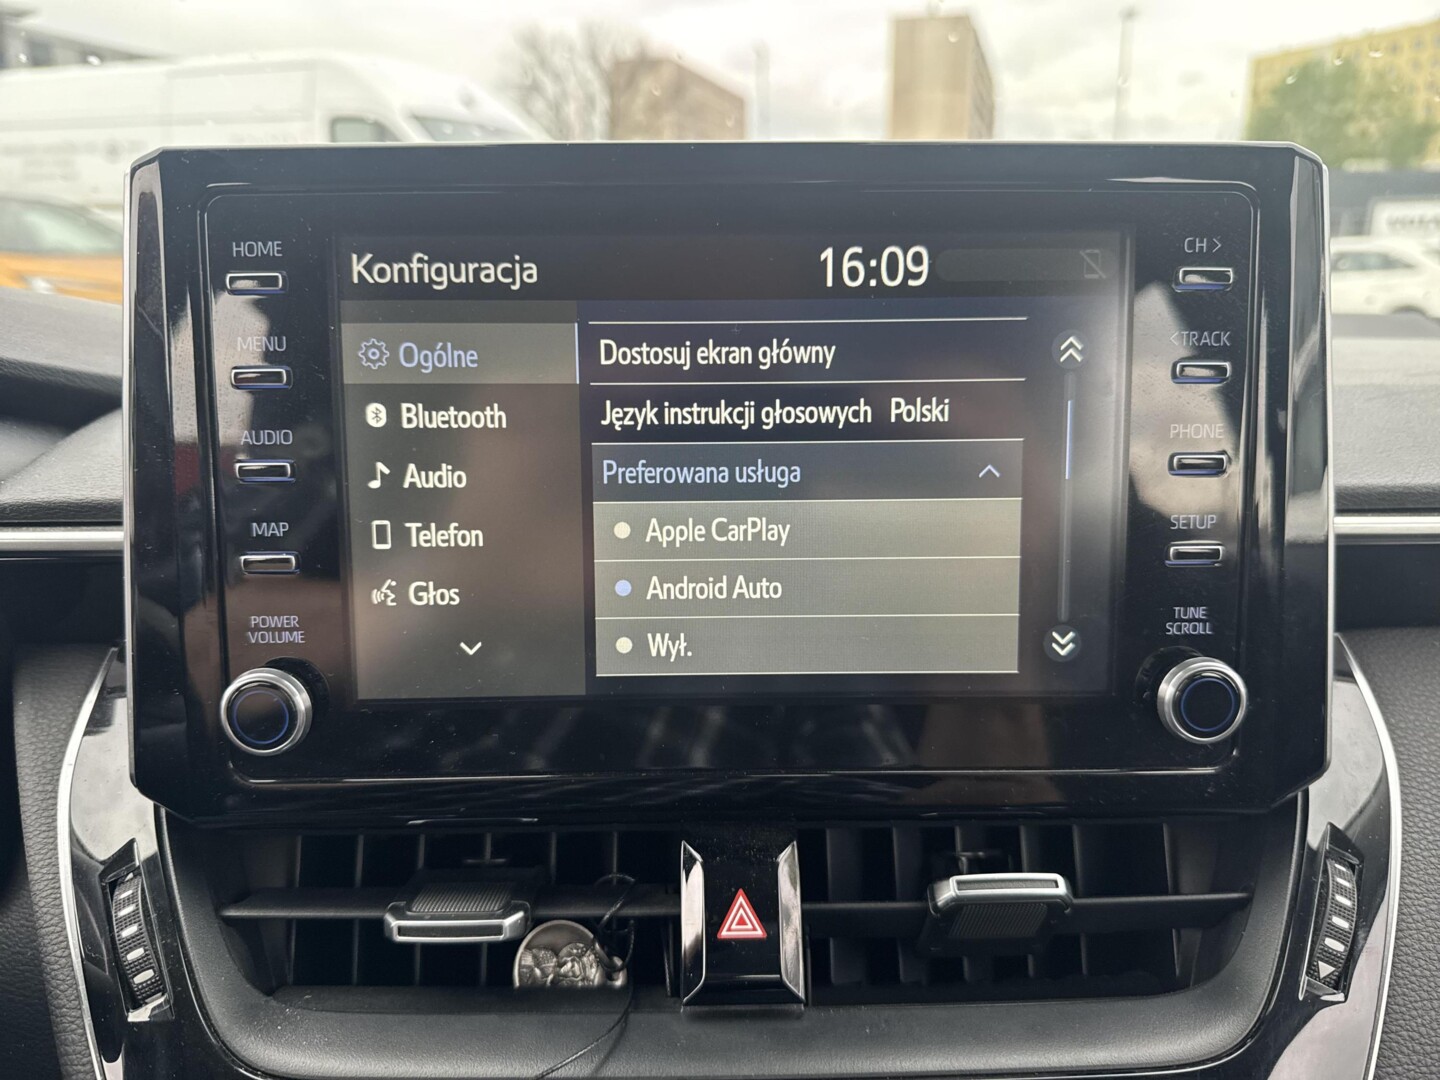 HOME
MENU
AUDIO
MAP
POWER
VOLUME
Konfiguracja
16:09
Ogólne
Bluetooth
Audio
Telefon
Głos
Dostosuj ekran główny
Język instrukcji głosowych Polski
Preferowana usługa
Apple CarPlay
Android Auto
Wył.
CH >
< TRACK
PHONE
SETUP
TUNE
SCROLL